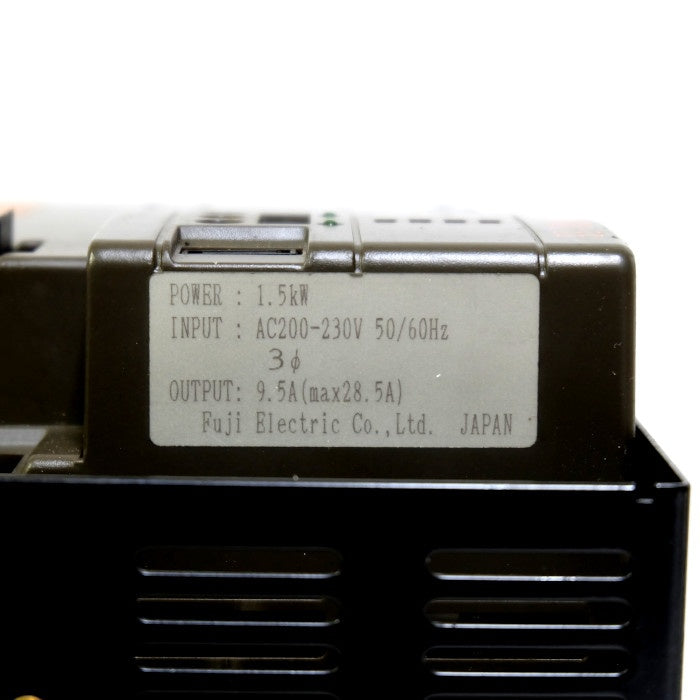 POWER : 1.5kW
INPUT : AC200-230V 50/60Hz
3φ
OUTPUT: 9.5A(max28.5A)
Fuji Electric Co.,Ltd. JAPAN